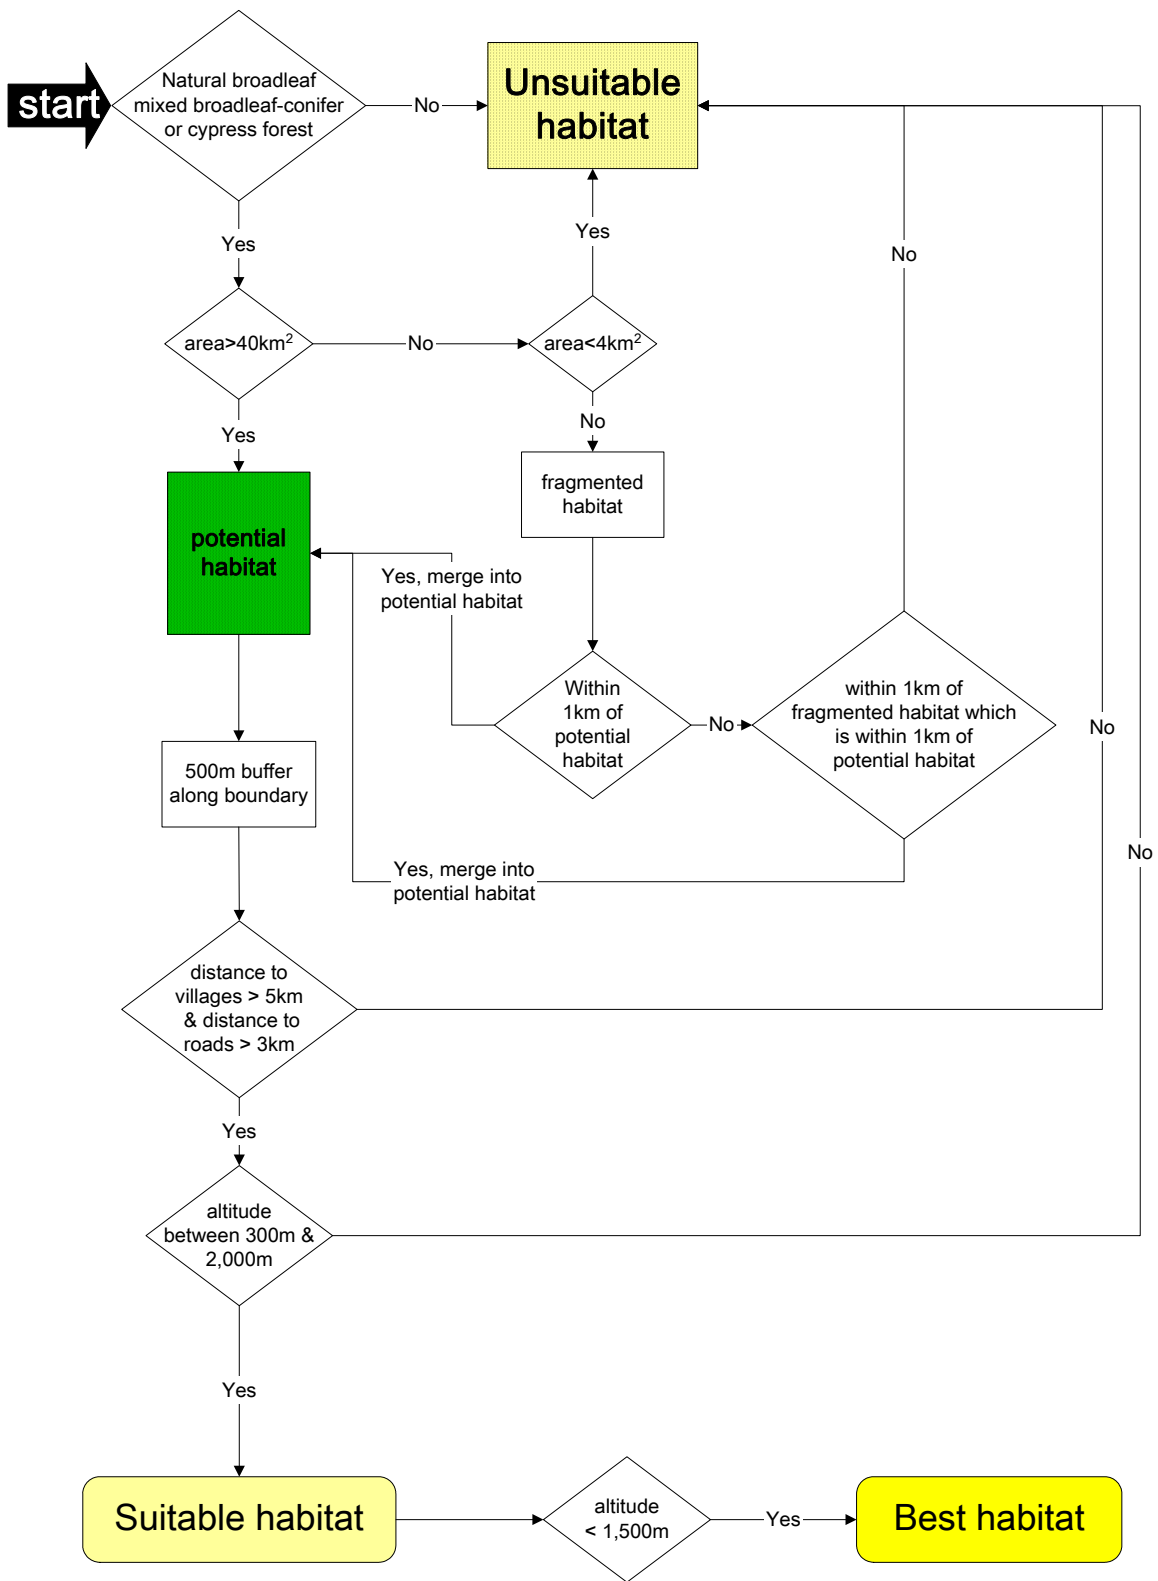 start
Natural broadleaf
mixed broadleaf-conifer
or cypress forest
No
Unsuitable
habitat
Yes
Yes
No
area>40km²
No
area<4km²
Yes
No
potential
habitat
fragmented
habitat
Yes, merge into
potential habitat
Within
1km of
potential
habitat
No
within 1km of
fragmented habitat which
is within 1km of
potential habitat
No
500m buffer
along boundary
Yes, merge into
potential habitat
No
distance to
villages > 5km
& distance to
roads > 3km
Yes
altitude
between 300m &
2,000m
Yes
Suitable habitat
altitude
< 1,500m
Yes
Best habitat